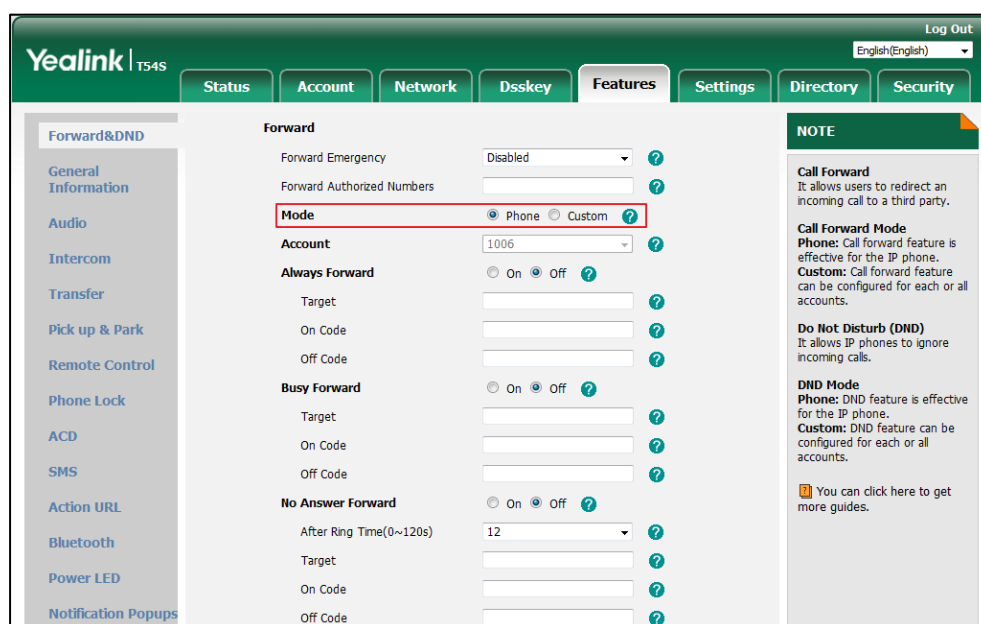 Log Out
Yealink | T54S
English(English)
Status
Account
Network
Dsskey
Features
Settings
Directory
Security
Forward&DND
General
Information
Audio
Intercom
Transfer
Pick up & Park
Remote Control
Phone Lock
ACD
SMS
Action URL
Bluetooth
Power LED
Notification Popups
Forward
Forward Emergency Disabled ?
Forward Authorized Numbers ?
Mode Phone Custom ?
Account 1006 ?
Always Forward On Off ?
Target ?
On Code ?
Off Code ?
Busy Forward On Off ?
Target ?
On Code ?
Off Code ?
No Answer Forward On Off ?
After Ring Time(0~120s) 12 ?
Target ?
On Code ?
Off Code ?
NOTE
Call Forward
It allows users to redirect an
incoming call to a third party.
Call Forward Mode
Phone: Call forward feature is
effective for the IP phone.
Custom: Call forward feature
can be configured for each or all
accounts.
Do Not Disturb (DND)
It allows IP phones to ignore
incoming calls.
DND Mode
Phone: DND feature is effective
for the IP phone.
Custom: DND feature can be
configured for each or all
accounts.
? You can click here to get
more guides.